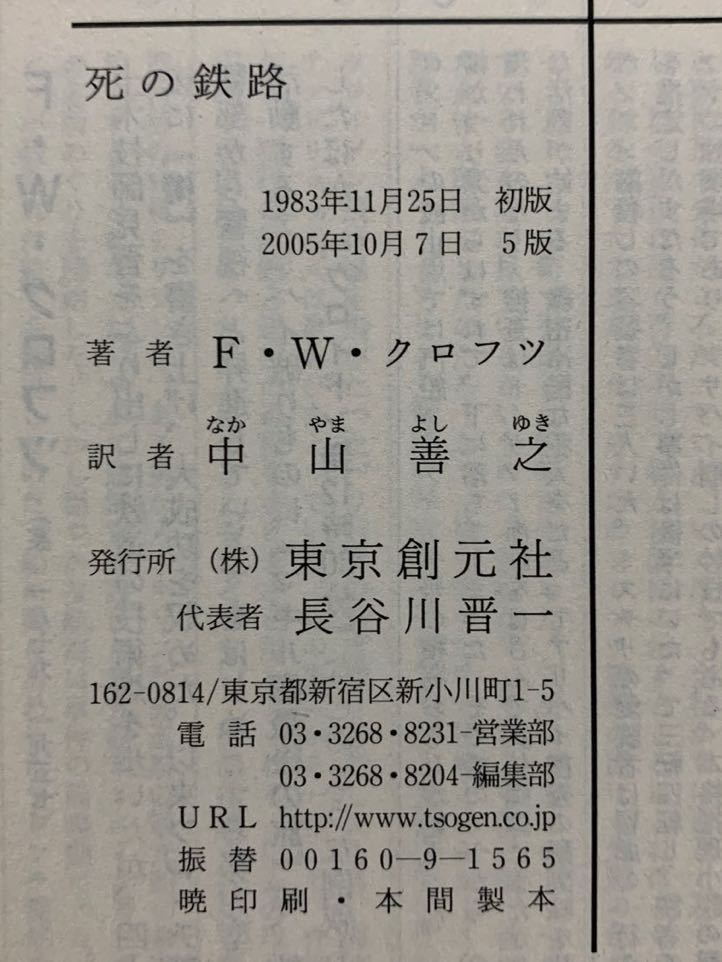 死の鉄路
1983年11月25日 初版
2005年10月7日 5版
著者 F・W・クロフツ
なか やま よし ゆき
訳者 中山善之
発行所 (株) 東京創元社
代表者 長谷川晋一
162-0814/東京都新宿区新小川町1-5
電話 03・3268・8231-営業部
03・3268・8204-編集部
URL http://www.tsogen.co.jp
振替 00160—9—1565
暁印刷・本間製本